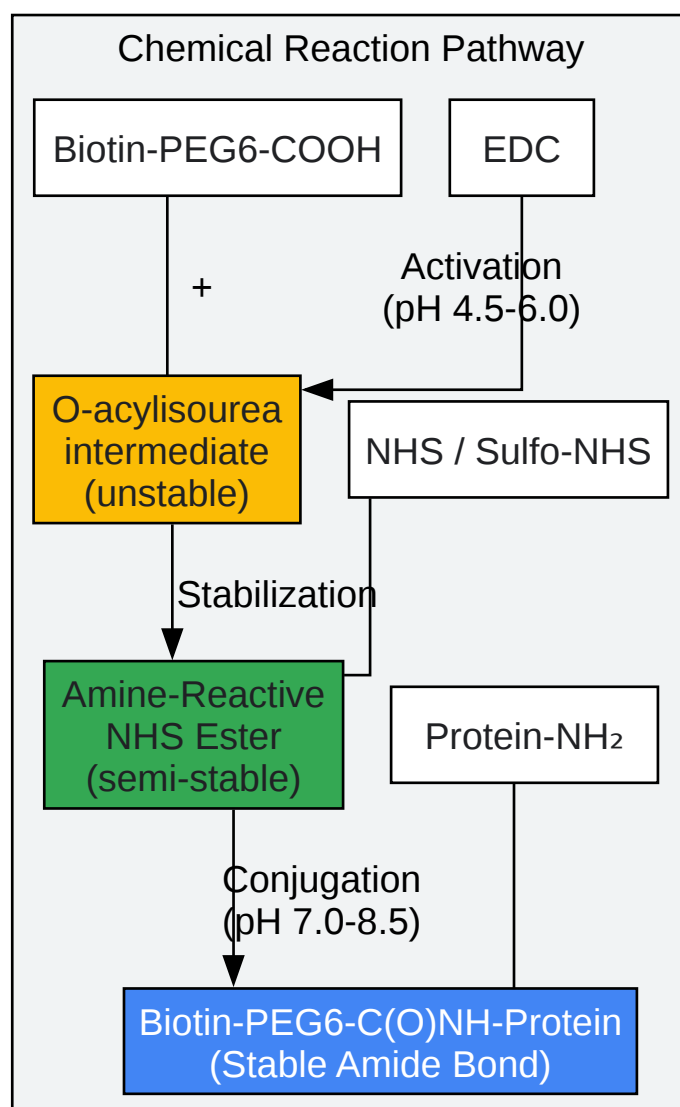 Chemical Reaction Pathway
Biotin-PEG6-COOH
EDC
+
Activation
(pH 4.5-6.0)
O-acylisourea
intermediate
(unstable)
NHS / Sulfo-NHS
Stabilization
Amine-Reactive
NHS Ester
(semi-stable)
Protein-NH₂
Conjugation
(pH 7.0-8.5)
Biotin-PEG6-C(O)NH-Protein
(Stable Amide Bond)